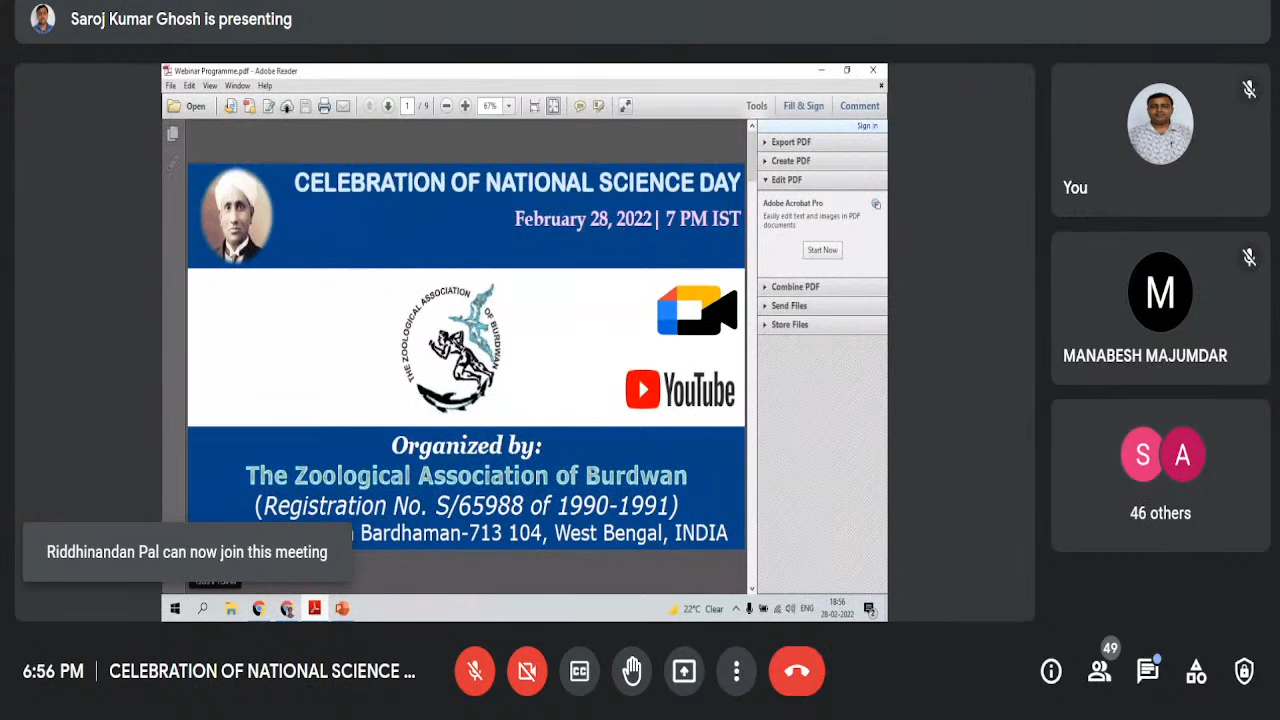 Saroj Kumar Ghosh is presenting
Webinar Programme.pdf - Adobe Reader
File Edit View Window Help
Open 1 / 9 67% Tools Fill & Sign Comment
Sign In
Export PDF
Create PDF
Edit PDF
Adobe Acrobat Pro
Easily edit text and images in PDF
documents
Start Now
Combine PDF
Send Files
Store Files
CELEBRATION OF NATIONAL SCIENCE DAY
February 28, 2022| 7 PM IST
THE ZOOLOGICAL ASSOCIATION OF BURDWAN
YouTube
Organized by:
The Zoological Association of Burdwan
(Registration No. S/65988 of 1990-1991)
Bardhaman-713 104, West Bengal, INDIA
Riddhinandan Pal can now join this meeting
22°C Clear ENG
18:56
28-02-2022
2
You
M
MANABESH MAJUMDAR
S A
46 others
6:56 PM | CELEBRATION OF NATIONAL SCIENCE ...
CC
49